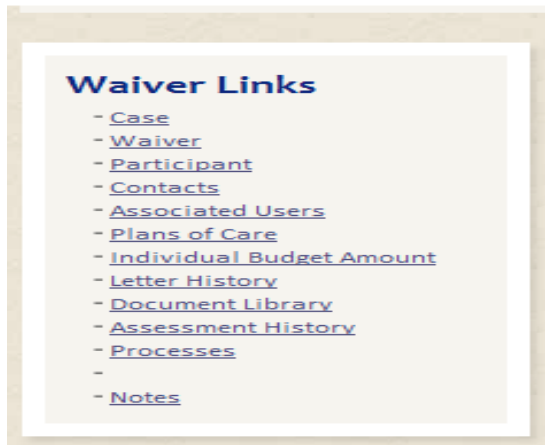 Waiver Links
- Case
- Waiver
- Participant
- Contacts
- Associated Users
- Plans of Care
- Individual Budget Amount
- Letter History
- Document Library
- Assessment History
- Processes
-
- Notes